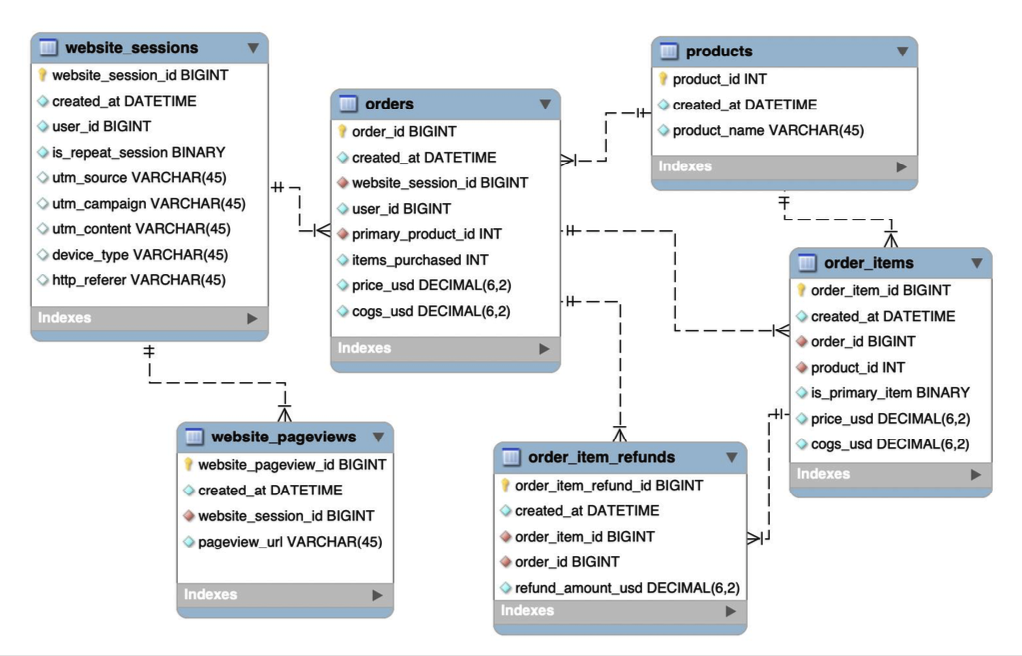 website_sessions
website_session_id BIGINT
created_at DATETIME
user_id BIGINT
is_repeat_session BINARY
utm_source VARCHAR(45)
utm_campaign VARCHAR(45)
utm_content VARCHAR(45)
device_type VARCHAR(45)
http_referer VARCHAR(45)
Indexes
orders
order_id BIGINT
created_at DATETIME
website_session_id BIGINT
user_id BIGINT
primary_product_id INT
items_purchased INT
price_usd DECIMAL(6,2)
cogs_usd DECIMAL(6,2)
Indexes
products
product_id INT
created_at DATETIME
product_name VARCHAR(45)
Indexes
order_items
order_item_id BIGINT
created_at DATETIME
order_id BIGINT
product_id INT
is_primary_item BINARY
price_usd DECIMAL(6,2)
cogs_usd DECIMAL(6,2)
Indexes
website_pageviews
website_pageview_id BIGINT
created_at DATETIME
website_session_id BIGINT
pageview_url VARCHAR(45)
Indexes
order_item_refunds
order_item_refund_id BIGINT
created_at DATETIME
order_item_id BIGINT
order_id BIGINT
refund_amount_usd DECIMAL(6,2)
Indexes